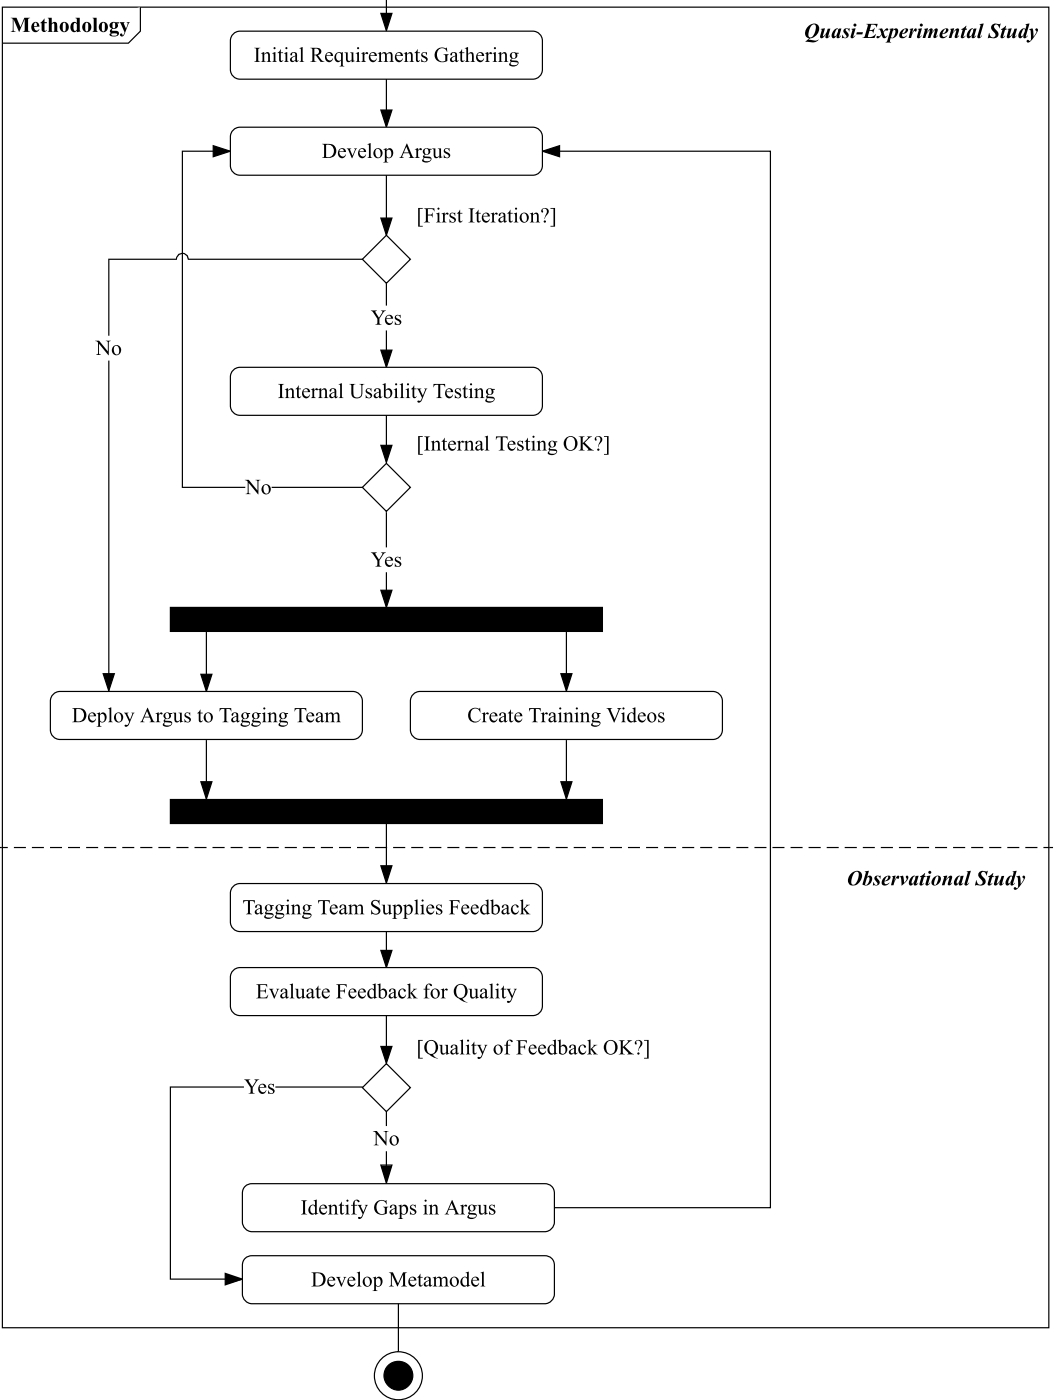 Methodology
Quasi-Experimental Study
Initial Requirements Gathering
Develop Argus
[First Iteration?]
Yes
No
Internal Usability Testing
[Internal Testing OK?]
No
Yes
Deploy Argus to Tagging Team
Create Training Videos
Observational Study
Tagging Team Supplies Feedback
Evaluate Feedback for Quality
[Quality of Feedback OK?]
Yes
No
Identify Gaps in Argus
Develop Metamodel